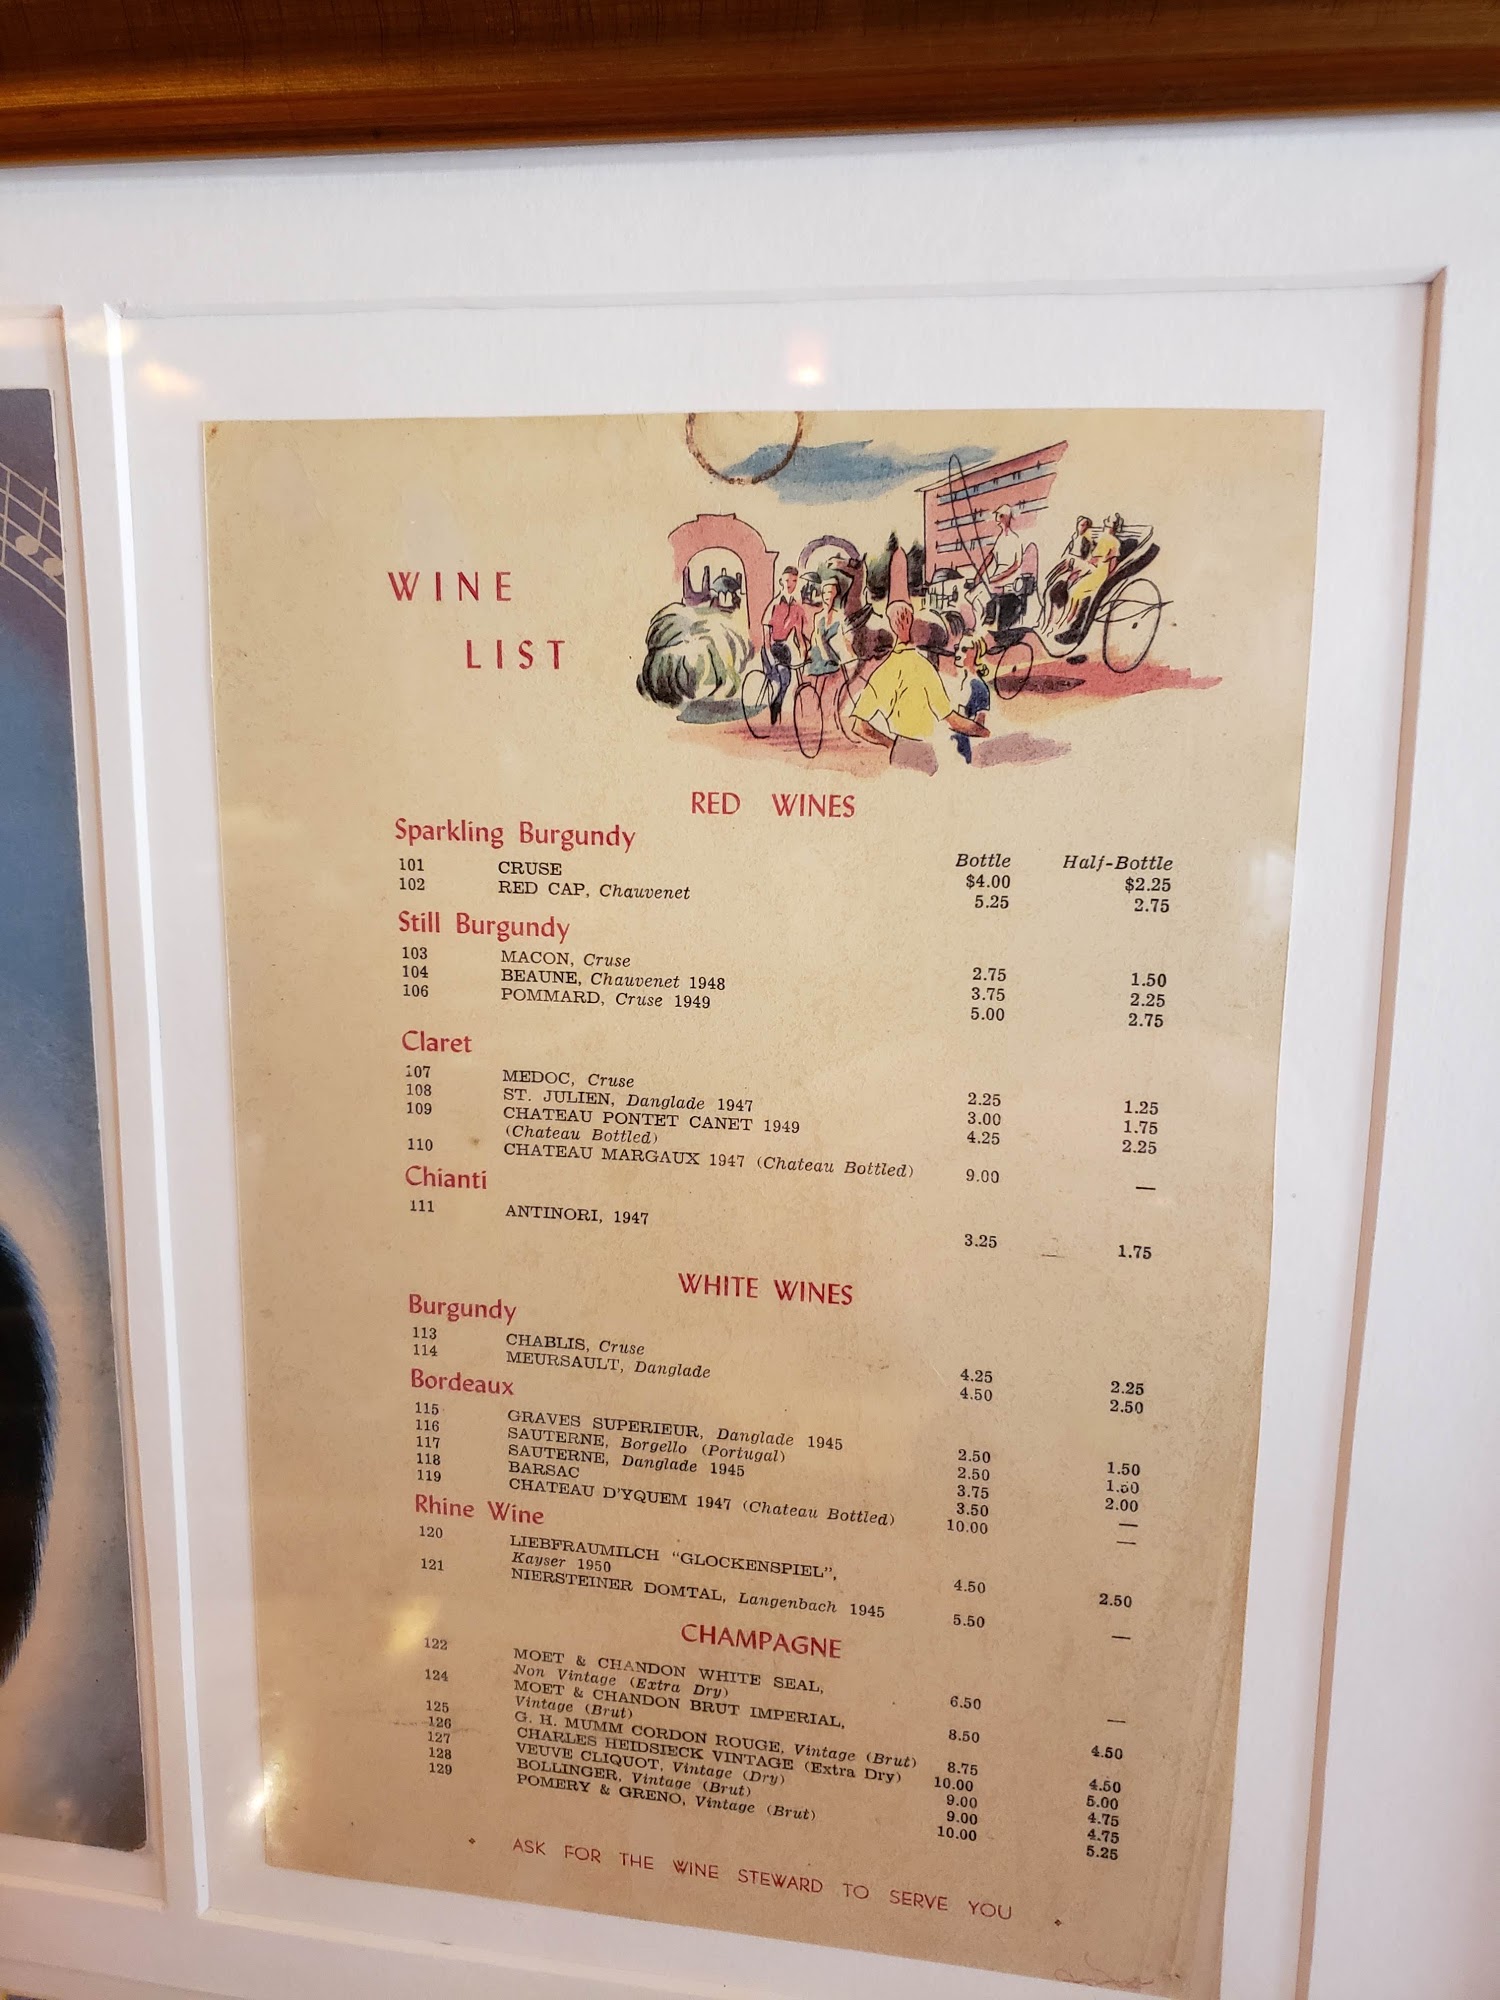 WINE
LIST
RED WINES
Sparkling Burgundy
Bottle Half-Bottle
101 CRUSE $4.00 $2.25
102 RED CAP, Chauvenet 5.25 2.75
Still Burgundy
103 MACON, Cruse 2.75 1.50
104 BEAUNE, Chauvenet 1948 3.75 2.25
106 POMMARD, Cruse 1949 5.00 2.75
Claret
107 MEDOC, Cruse 2.25 1.25
108 ST. JULIEN, Danglade 1947 3.00 1.75
109 CHATEAU PONTET CANET 1949 4.25 2.25
(Chateau Bottled)
110 CHATEAU MARGAUX 1947 (Chateau Bottled) 9.00 —
Chianti
111 ANTINORI, 1947 3.25 1.75
WHITE WINES
Burgundy
113 CHABLIS, Cruse 4.25 2.25
114 MEURSAULT, Danglade 4.50 2.50
Bordeaux
115 GRAVES SUPERIEUR, Danglade 1945 2.50 1.50
116 SAUTERNE, Borgello (Portugal) 2.50 1.50
117 SAUTERNE, Danglade 1945 3.75 2.00
118 BARSAC 3.50 —
119 CHATEAU D'YQUEM 1947 (Chateau Bottled) 10.00 —
Rhine Wine
120 LIEBFRAUMILCH "GLOCKENSPIEL",
Kayser 1950 4.50 2.50
121 NIERSTEINER DOMTAL, Langenbach 1945 5.50 —
CHAMPAGNE
122 MOET & CHANDON WHITE SEAL,
Non Vintage (Extra Dry) 6.50 —
124 MOET & CHANDON BRUT IMPERIAL,
Vintage (Brut) 8.50 4.50
125 G. H. MUMM CORDON ROUGE, Vintage (Brut) 8.75 4.50
126 CHARLES HEIDSIECK VINTAGE (Extra Dry) 10.00 5.00
127 VEUVE CLIQUOT, Vintage (Dry) 9.00 4.75
128 BOLLINGER, Vintage (Brut) 9.00 4.75
129 POMERY & GRENO, Vintage (Brut) 10.00 5.25
ASK FOR THE WINE STEWARD TO SERVE YOU